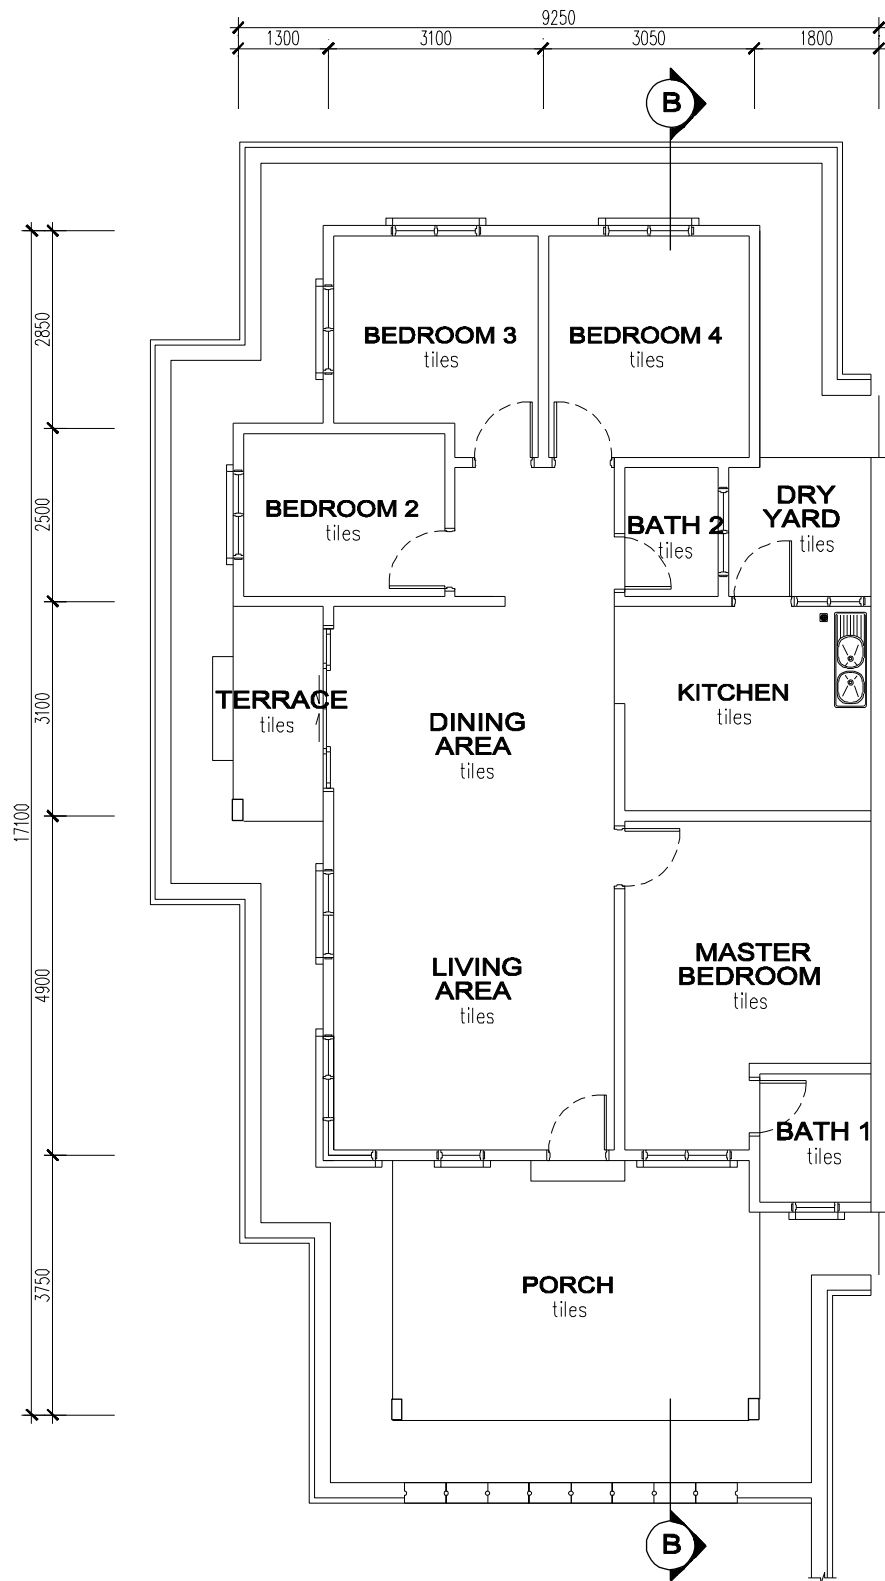 9250
1300
3100
3050
1800
B
2850
BEDROOM 3
tiles
BEDROOM 4
tiles
2500
BEDROOM 2
tiles
BATH 2
tiles
DRY
YARD
tiles
3100
TERRACE
tiles
DINING
AREA
tiles
KITCHEN
tiles
17100
4900
LIVING
AREA
tiles
MASTER
BEDROOM
tiles
BATH 1
tiles
3750
PORCH
tiles
B